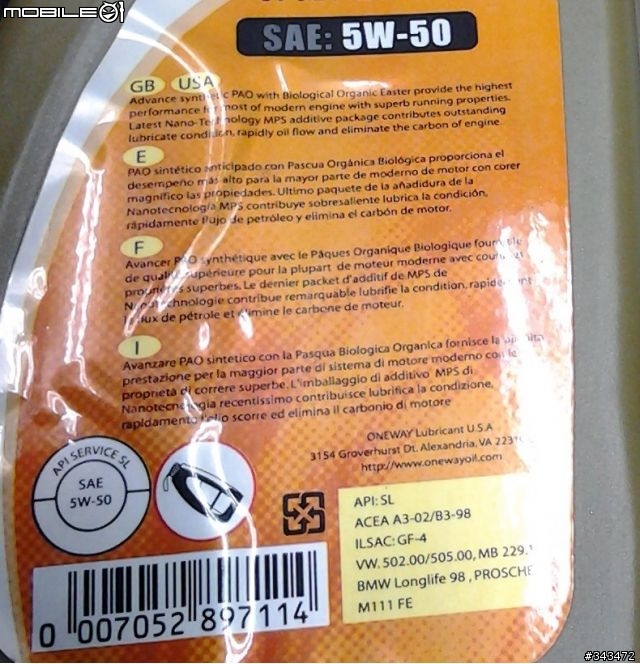 MOBILE01
SAE: 5W-50
GB USA
Advance synthetic PAO with Biological Organic Easter provide the highest
performance for most of modern engine with superb running properties.
Latest Nano-Technology MPS additive package contributes outstanding
lubricate condition, rapidly oil flow and eliminate the carbon of engine
E
PAO sintético anticipado con Pascua Orgánica Biológica proporciona el
desempeño más alto para la mayor parte de moderno de motor con correr
magnífico las propiedades. Ultimo paquete de la añadidura de la
Nanotecnología MPS contribuye sobresaliente lubrica la condición,
rápidamente flujo de petróleo y elimina el carbón de motor.
F
Avancer PAO synthétique avec le Pâques Organique Biologique
de qualité supérieure pour la plupart de moteur moderne avec
propriétés superbes. Le dernier packet d'additif de MPS de
Nanotechnologie contribue remarquable lubrifie la condition,
flux de pétrole et élimine le carbone de moteur.
I
Avanzare PAO sintetico con la Pasqua Biologica Organica fornisce la
prestazione per la maggior parte di sistema di motore moderno con le
proprietà di correre superbe. L'imballaggio di additivo MPS di
Nanotecnologia recentissimo contribuisce lubrifica la condizione,
rapidamente l'olio scorre ed elimina il carbonio di motore
ONEWAY Lubricant U.S.A
3154 Groverhurst Dt. Alexandria, VA
http://www.onewayoil.com
API SERVICE SL
SAE
5W-50
API: SL
ACEA A3-02/B3-98
ILSAC: GF-4
VW. 502.00/505.00, MB 229.
BMW Longlife 98 , PROSCHE
M111 FE
0 007052 897114
#343472